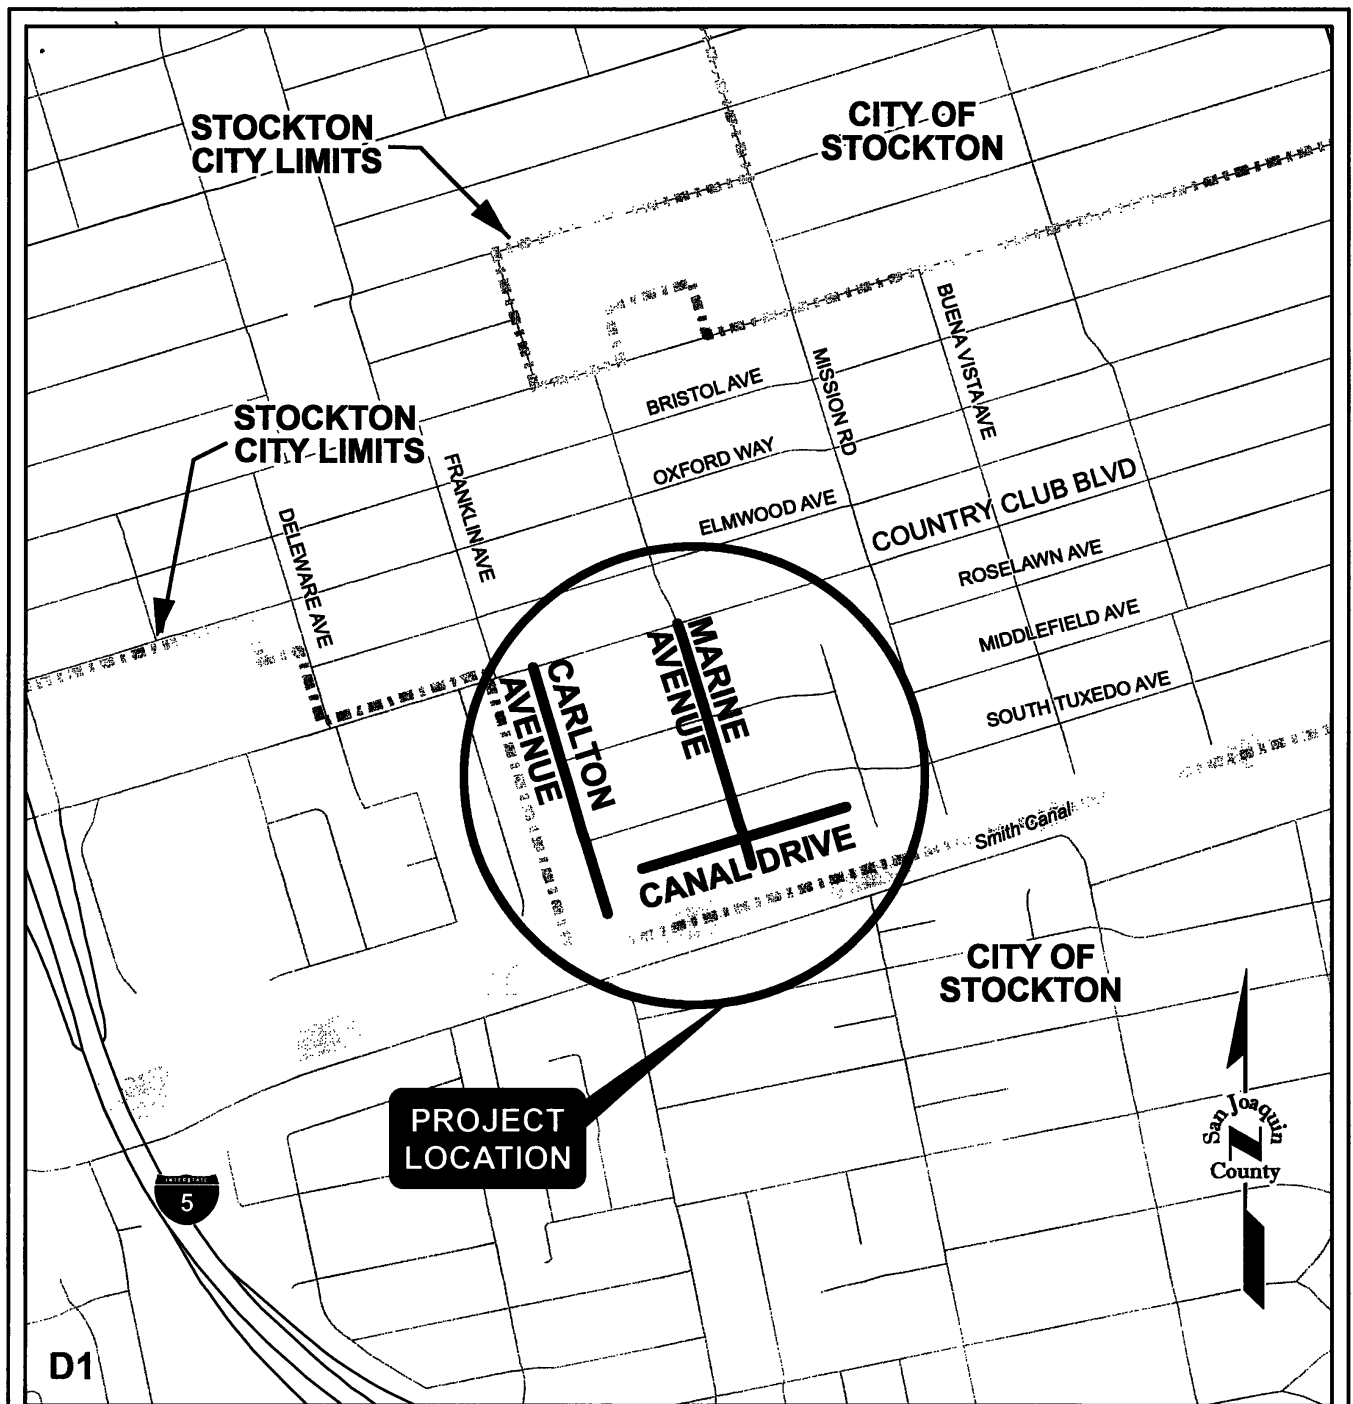 STOCKTON
CITY LIMITS
CITY OF
STOCKTON
BUENA VISTA AVE
MISSION RD
BRISTOL AVE
STOCKTON
CITY LIMITS
FRANKLIN AVE
OXFORD WAY
ELMWOOD AVE
COUNTRY CLUB BLVD
DELEWARE AVE
ROSELAWN AVE
MIDDLEFIELD AVE
SOUTH TUXEDO AVE
CARLTON
AVENUE
MARINE
AVENUE
CANAL DRIVE
Smith Canal
CITY OF
STOCKTON
PROJECT
LOCATION
San Joaquin
N
County
INTERSTATE
5
D1